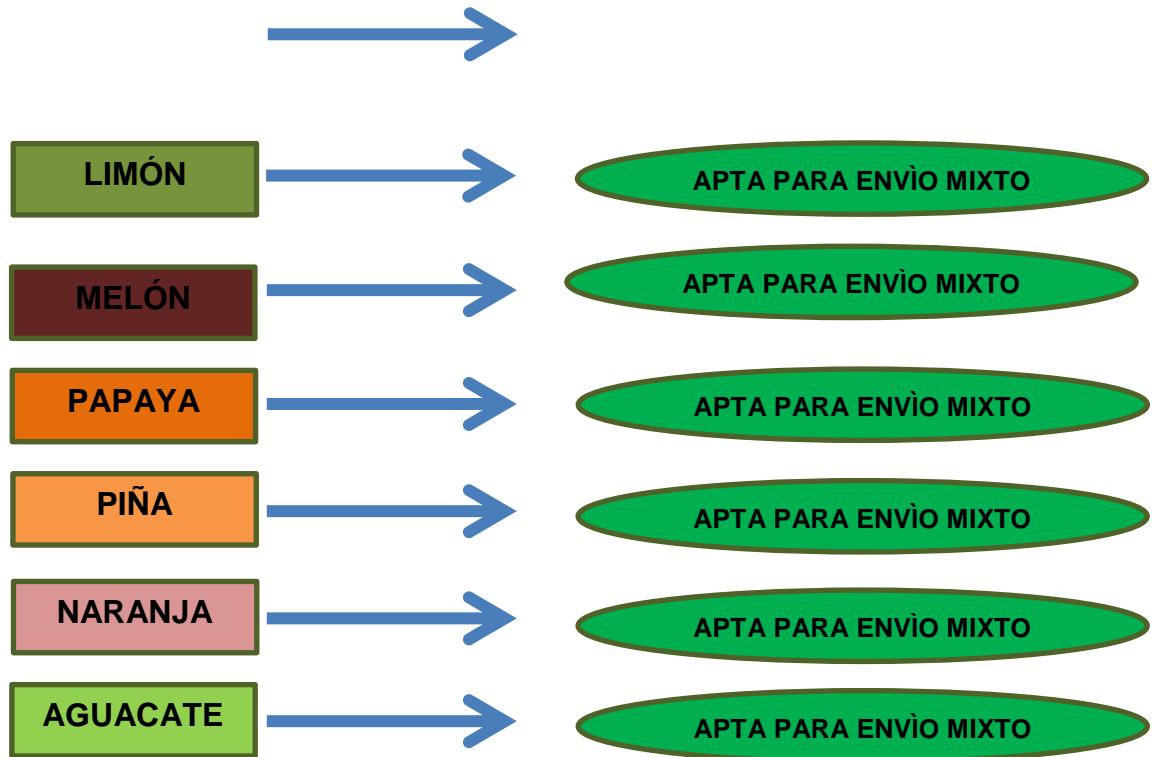 LIMÓN
APTA PARA ENVÌO MIXTO
MELÓN
APTA PARA ENVÌO MIXTO
PAPAYA
APTA PARA ENVÌO MIXTO
PIÑA
APTA PARA ENVÌO MIXTO
NARANJA
APTA PARA ENVÌO MIXTO
AGUACATE
APTA PARA ENVÌO MIXTO